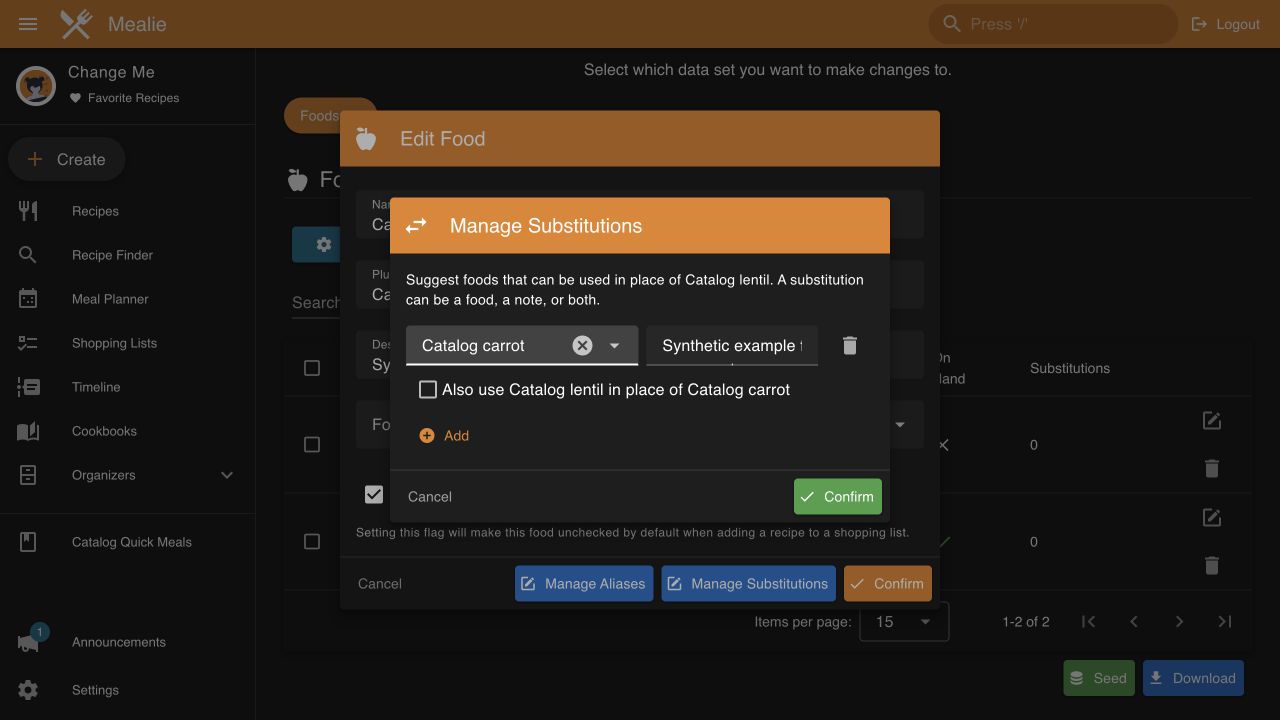 Mealie
Press '/'
Logout
Change Me
Favorite Recipes
Create
Recipes
Recipe Finder
Meal Planner
Shopping Lists
Timeline
Cookbooks
Organizers
Catalog Quick Meals
1
Announcements
Settings
Select which data set you want to make changes to.
Foods
Edit Food
Manage Substitutions
Suggest foods that can be used in place of Catalog lentil. A substitution
can be a food, a note, or both.
Catalog carrot
Synthetic example
Also use Catalog lentil in place of Catalog carrot
Add
Cancel
Confirm
Search
Substitutions
0
0
Setting this flag will make this food unchecked by default when adding a recipe to a shopping list.
Cancel
Manage Aliases
Manage Substitutions
Confirm
Items per page:
15
1-2 of 2
Seed
Download